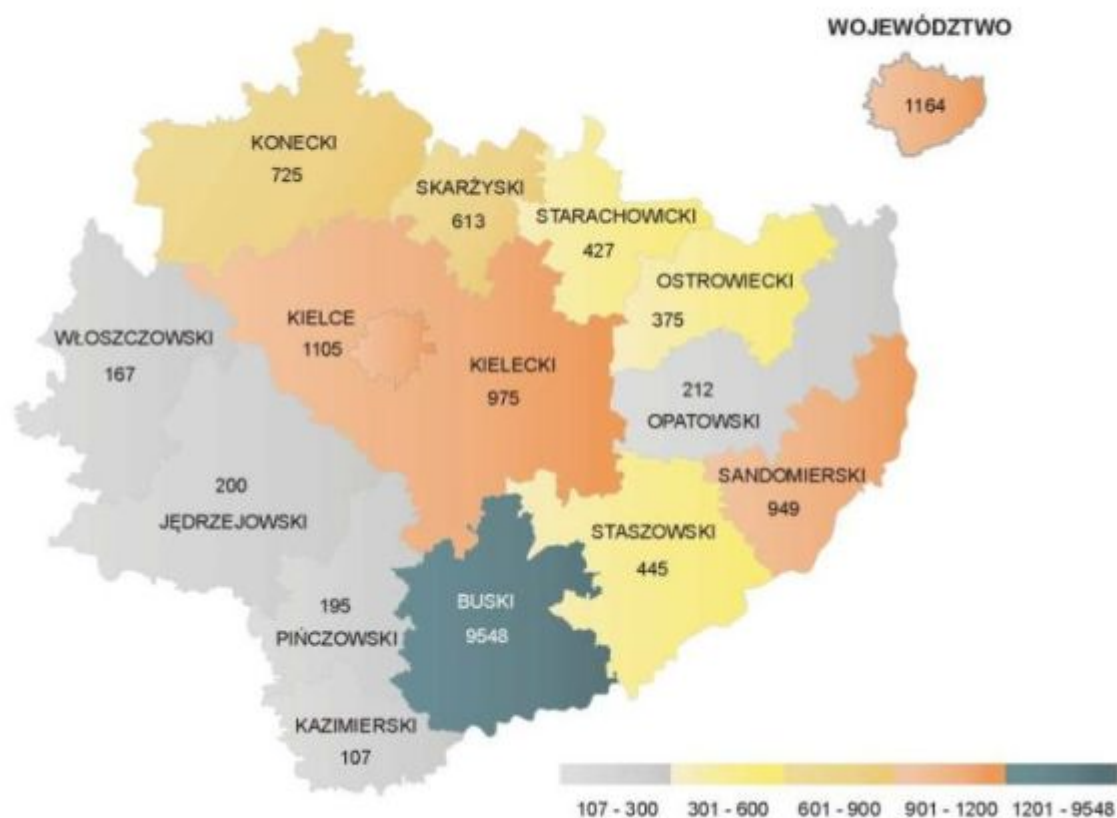 WOJEWÓDZTWO
1164
KONECKI
725
SKARŻYSKI
613
STARACHOWICKI
427
OSTROWIECKI
375
WŁOSZCZOWSKI
167
KIELCE
1105
KIELECKI
975
212
OPATOWSKI
SANDOMIERSKI
949
200
JĘDRZEJOWSKI
STASZOWSKI
445
BUSKI
9548
195
PIŃCZOWSKI
KAZIMIERSKI
107
107 - 300 301 - 600 601 - 900 901 - 1200 1201 - 9548